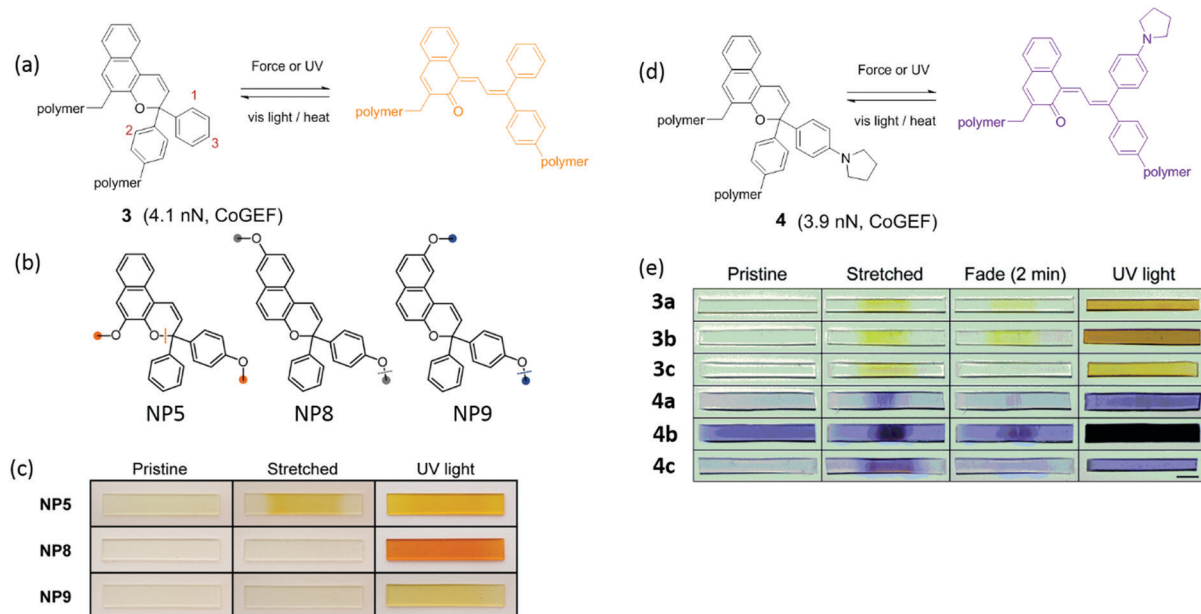 (a)
Force or UV
vis light / heat
polymer
O
1
2
3
polymer
O
polymer
polymer
3 (4.1 nN, CoGEF)
(b)
O
O
O
NP5
O
O
O
NP8
O
O
O
NP9
(c)
Pristine
Stretched
UV light
NP5
NP8
NP9
(d)
Force or UV
vis light / heat
polymer
O
N
polymer
N
polymer
O
polymer
4 (3.9 nN, CoGEF)
(e)
Pristine
Stretched
Fade (2 min)
UV light
3a
3b
3c
4a
4b
4c